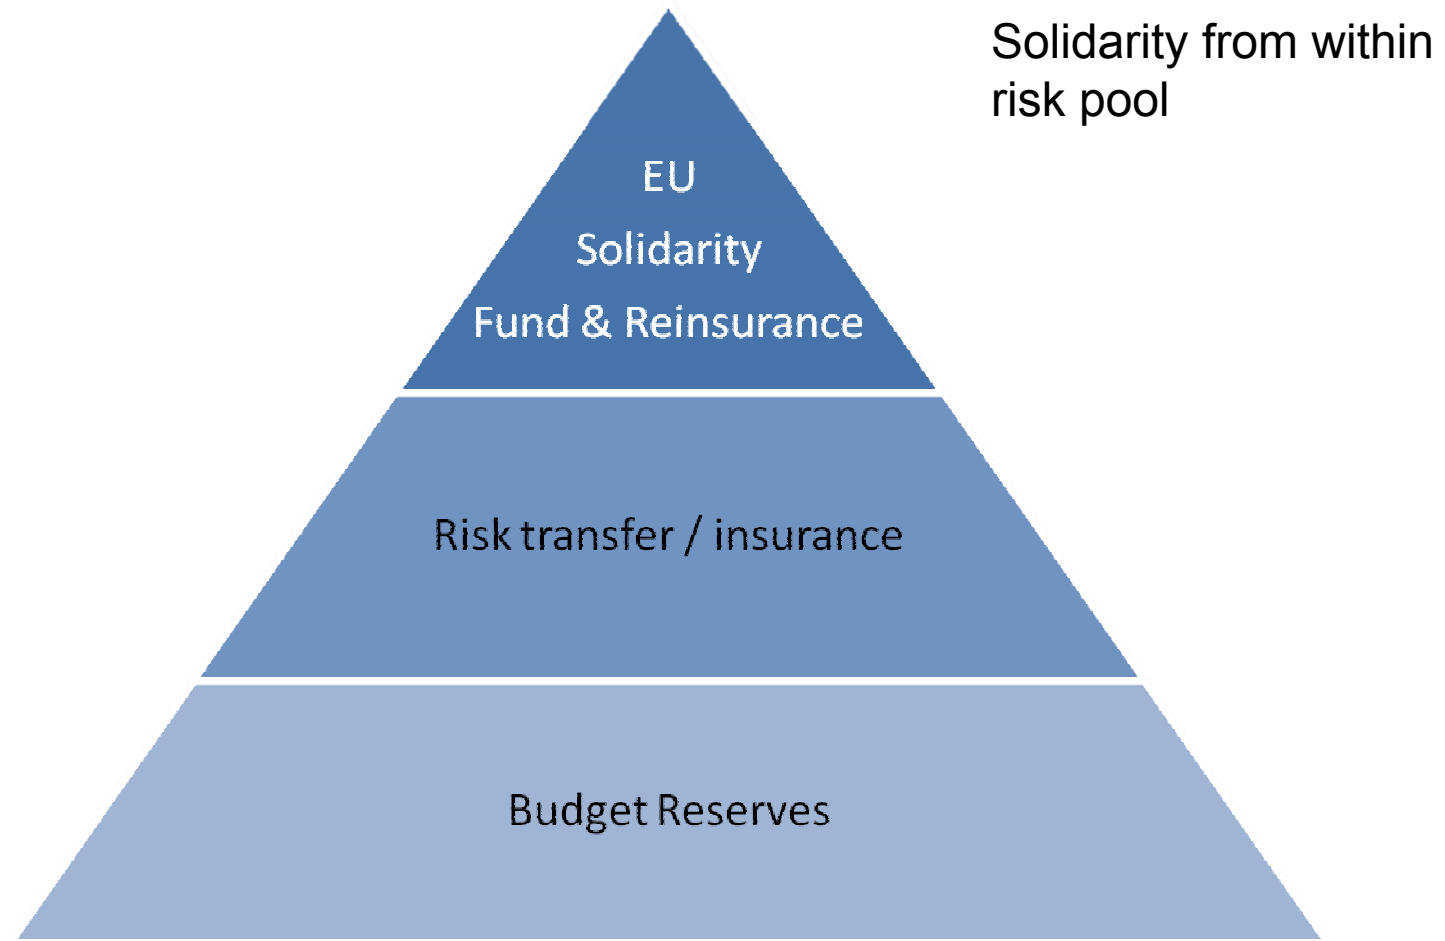 Solidarity from within
risk pool
EU
Solidarity
Fund & Reinsurance
Risk transfer / insurance
Budget Reserves